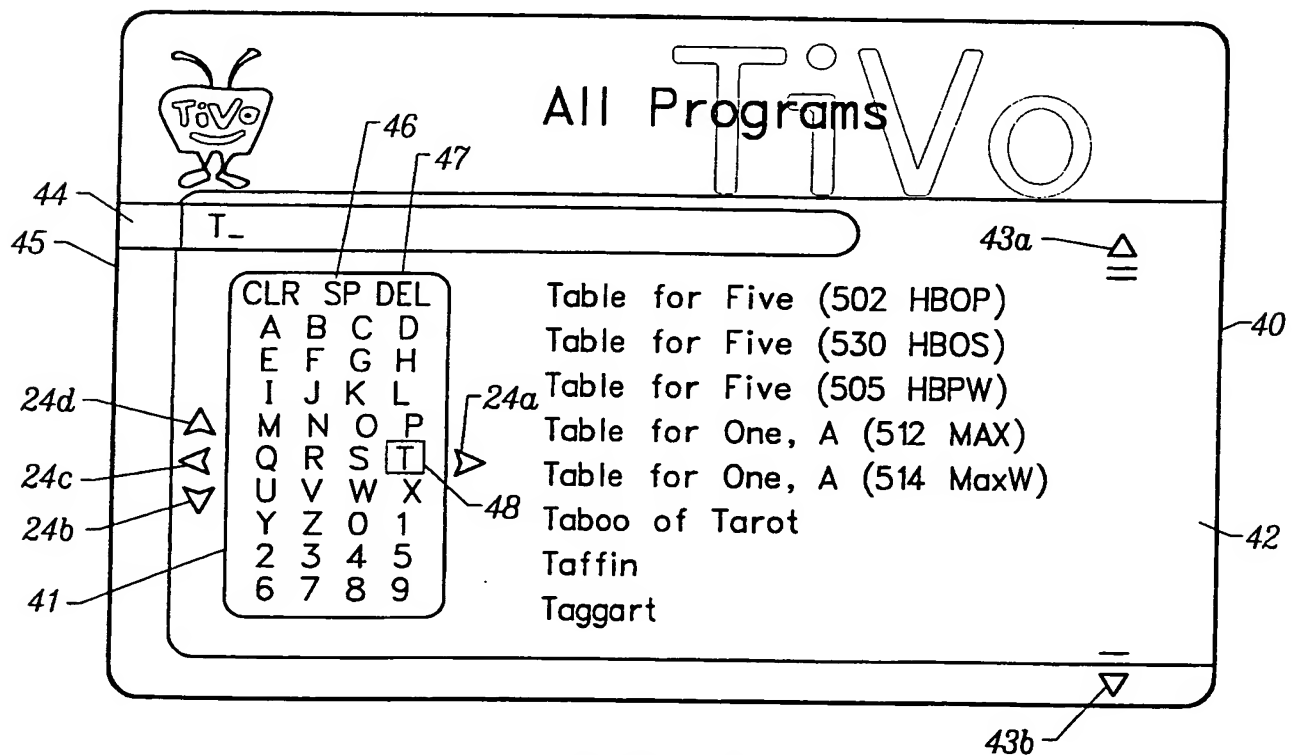 TiVo
TiVo
All Programs
46
47
44
T_
45
43a
CLR SP DEL
A B C D
E F G H
I J K L
M N O P
Q R S T
U V W X
Y Z 0 1
2 3 4 5
6 7 8 9
Table for Five (502 HBOP)
Table for Five (530 HBOS)
Table for Five (505 HBPW)
Table for One, A (512 MAX)
Table for One, A (514 MaxW)
Taboo of Tarot
Taffin
Taggart
40
24d
24a
24c
48
24b
42
41
43b